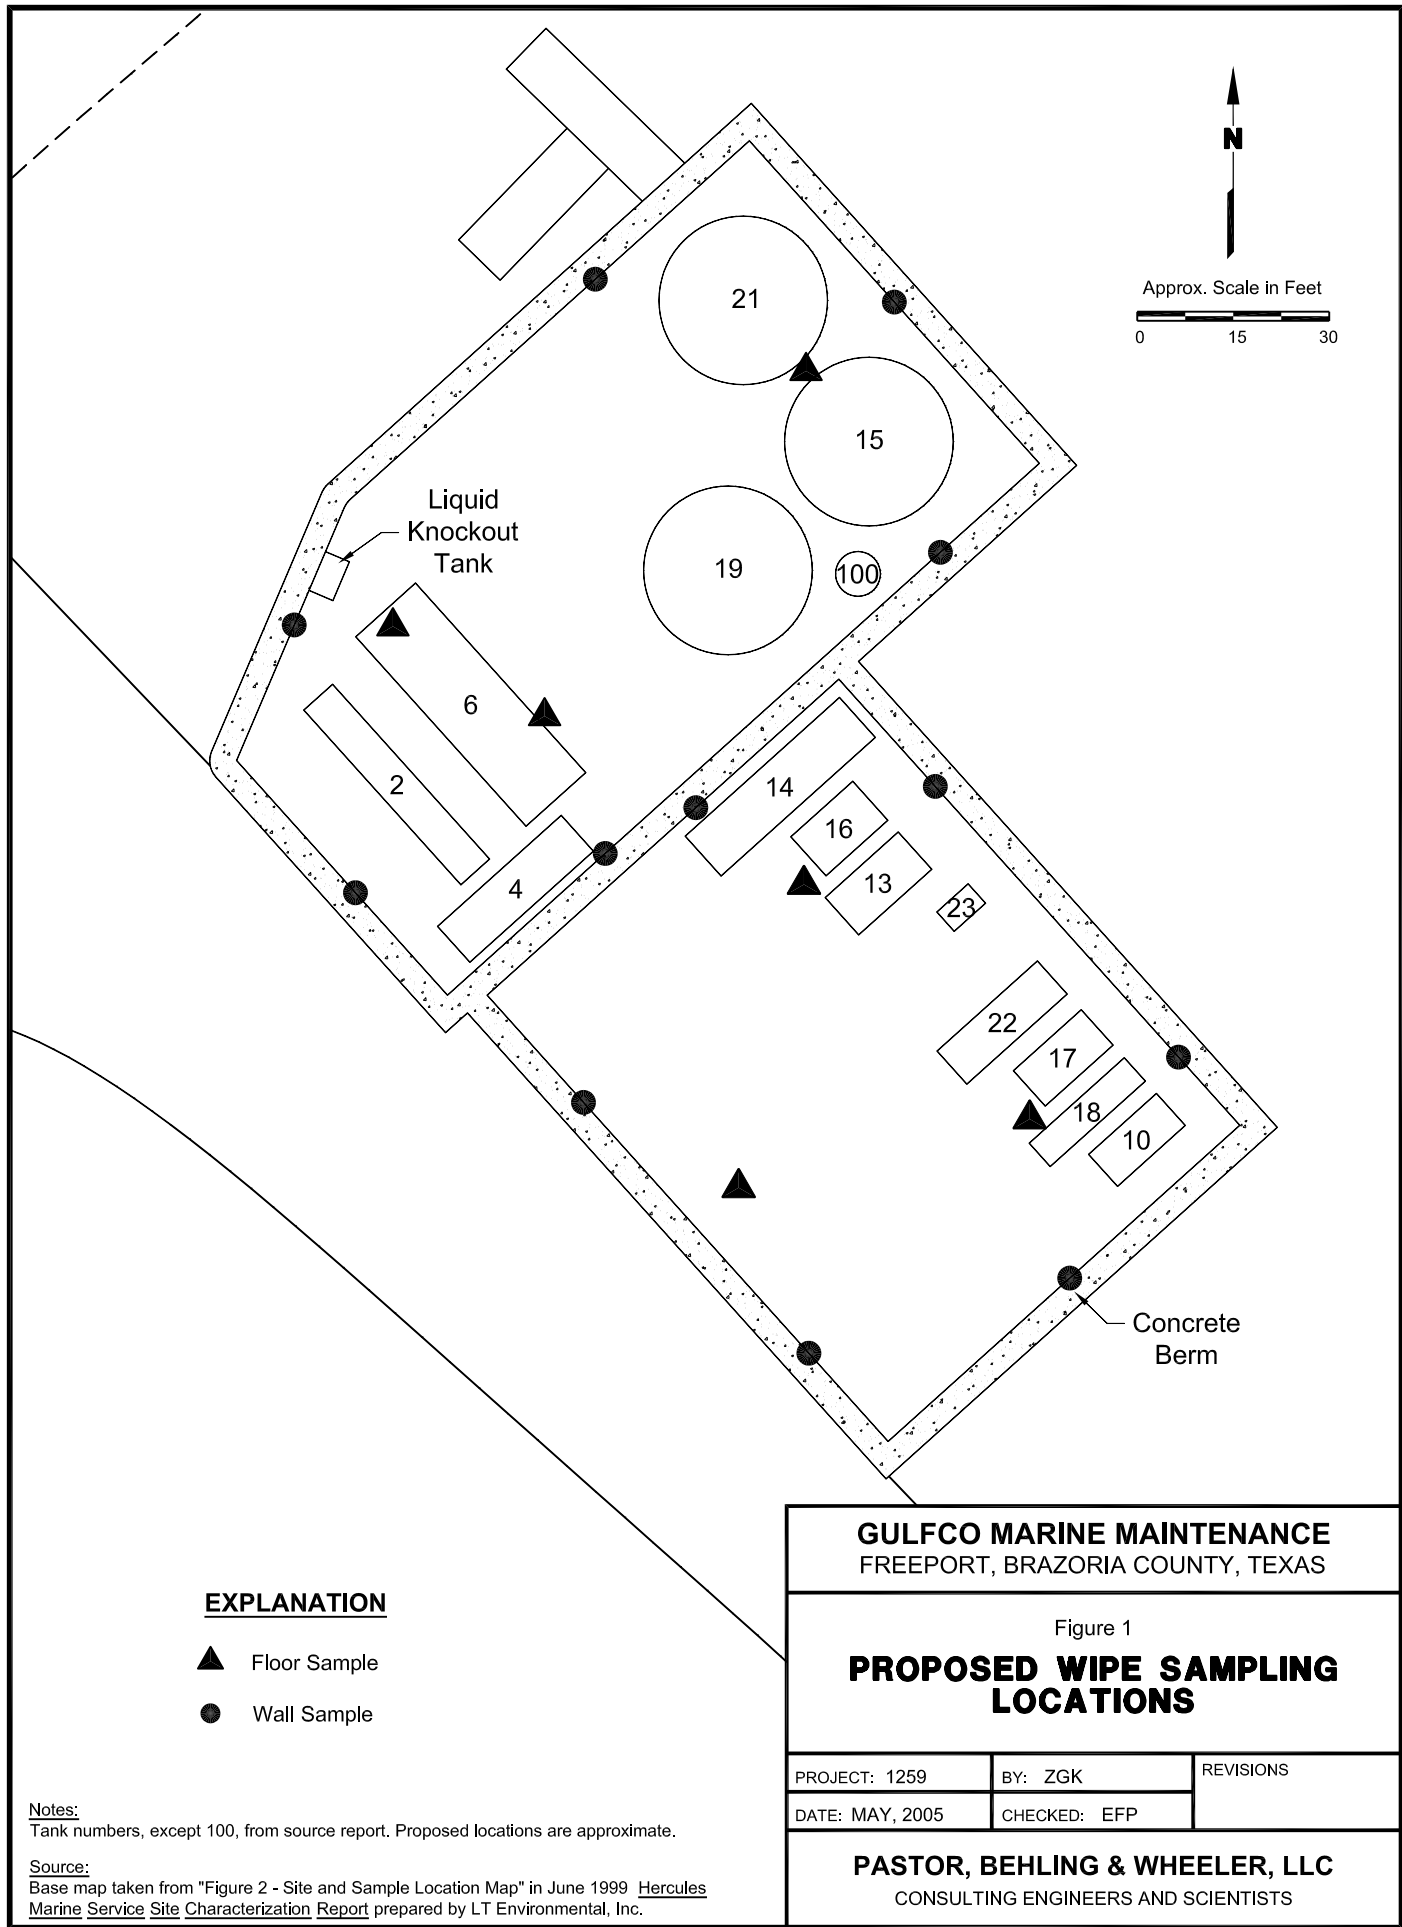 N
Approx. Scale in Feet
0 15 30
21
15
Liquid
Knockout
Tank
19
100
6
2
14
16
4
13
23
22
17
18
10
Concrete
Berm
EXPLANATION
Floor Sample
Wall Sample
Notes:
Tank numbers, except 100, from source report. Proposed locations are approximate.
Source:
Base map taken from "Figure 2 - Site and Sample Location Map" in June 1999 Hercules
Marine Service Site Characterization Report prepared by LT Environmental, Inc.
GULFCO MARINE MAINTENANCE
FREEPORT, BRAZORIA COUNTY, TEXAS
Figure 1
PROPOSED WIPE SAMPLING
LOCATIONS
PROJECT: 1259
BY: ZGK
REVISIONS
DATE: MAY, 2005
CHECKED: EFP
PASTOR, BEHLING & WHEELER, LLC
CONSULTING ENGINEERS AND SCIENTISTS